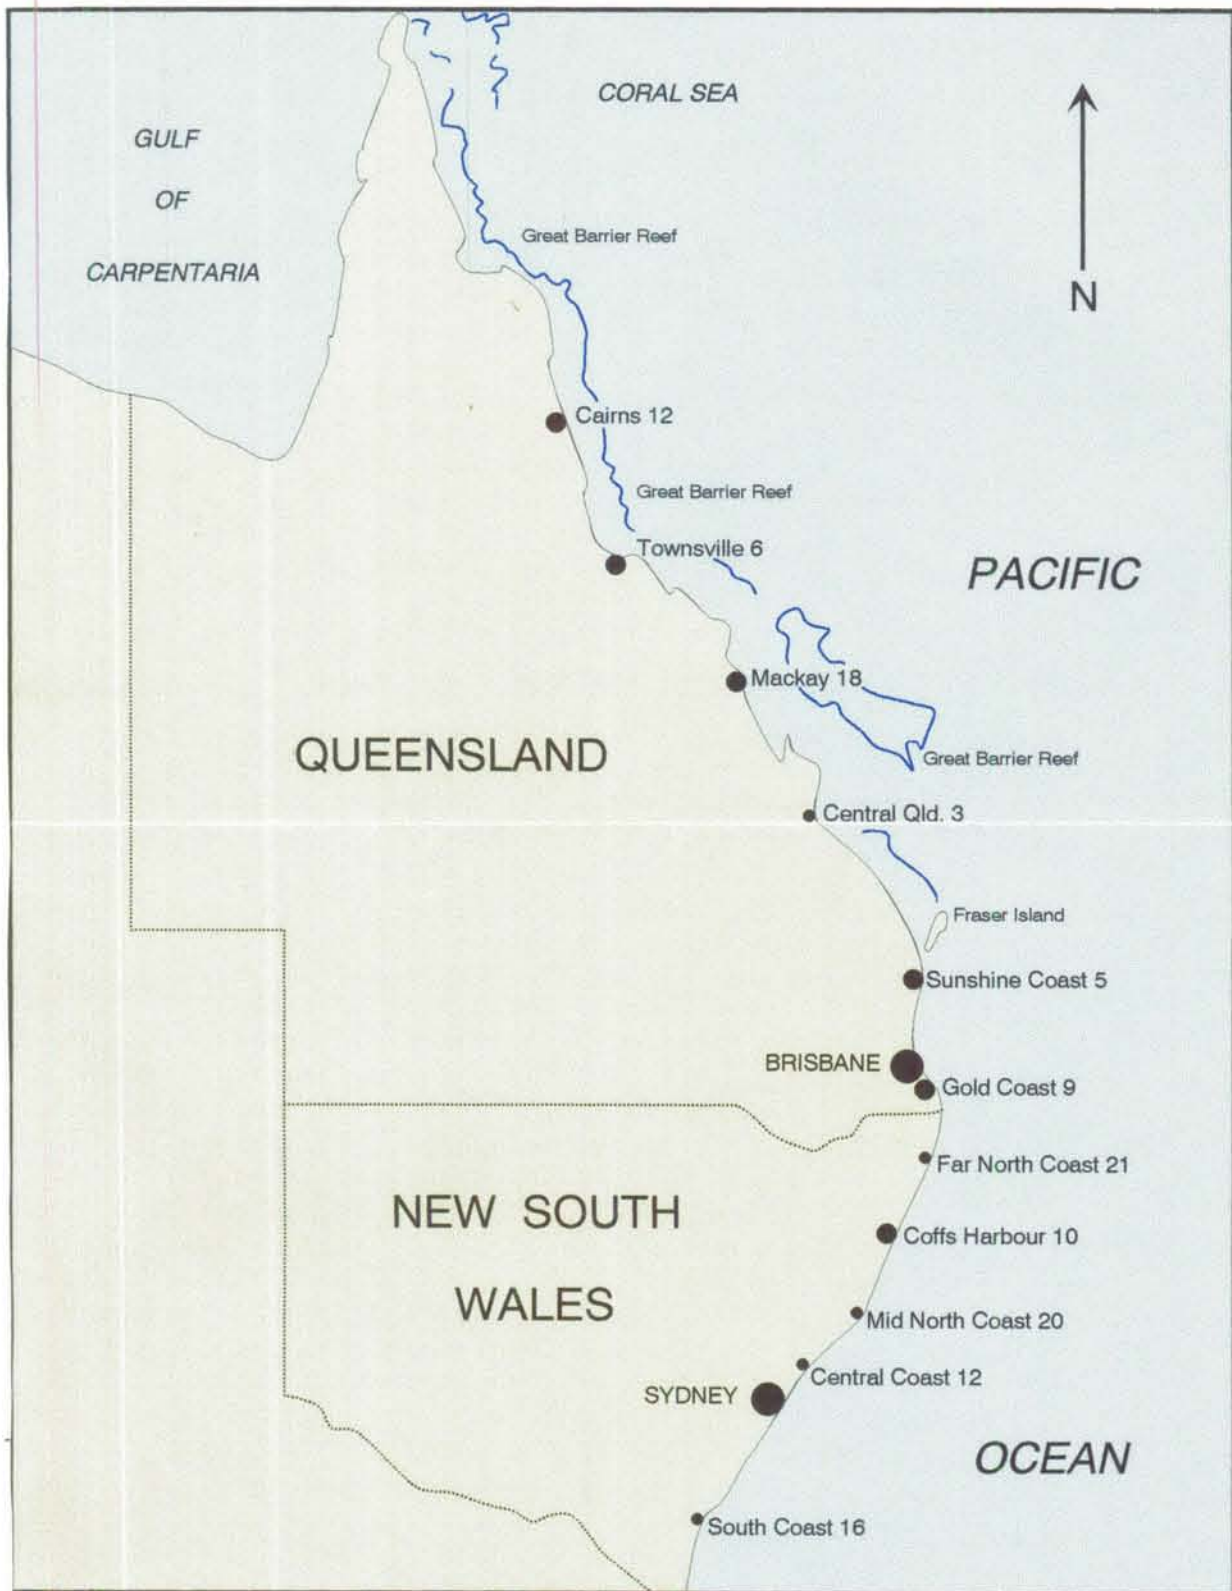 CORAL SEA
GULF
OF
CARPENTARIA
Great Barrier Reef
N
Cairns 12
Great Barrier Reef
Townsville 6
PACIFIC
Mackay 18
QUEENSLAND
Great Barrier Reef
Central Qld. 3
Fraser Island
Sunshine Coast 5
BRISBANE
Gold Coast 9
Far North Coast 21
NEW SOUTH
Coffs Harbour 10
WALES
Mid North Coast 20
Central Coast 12
SYDNEY
OCEAN
South Coast 16